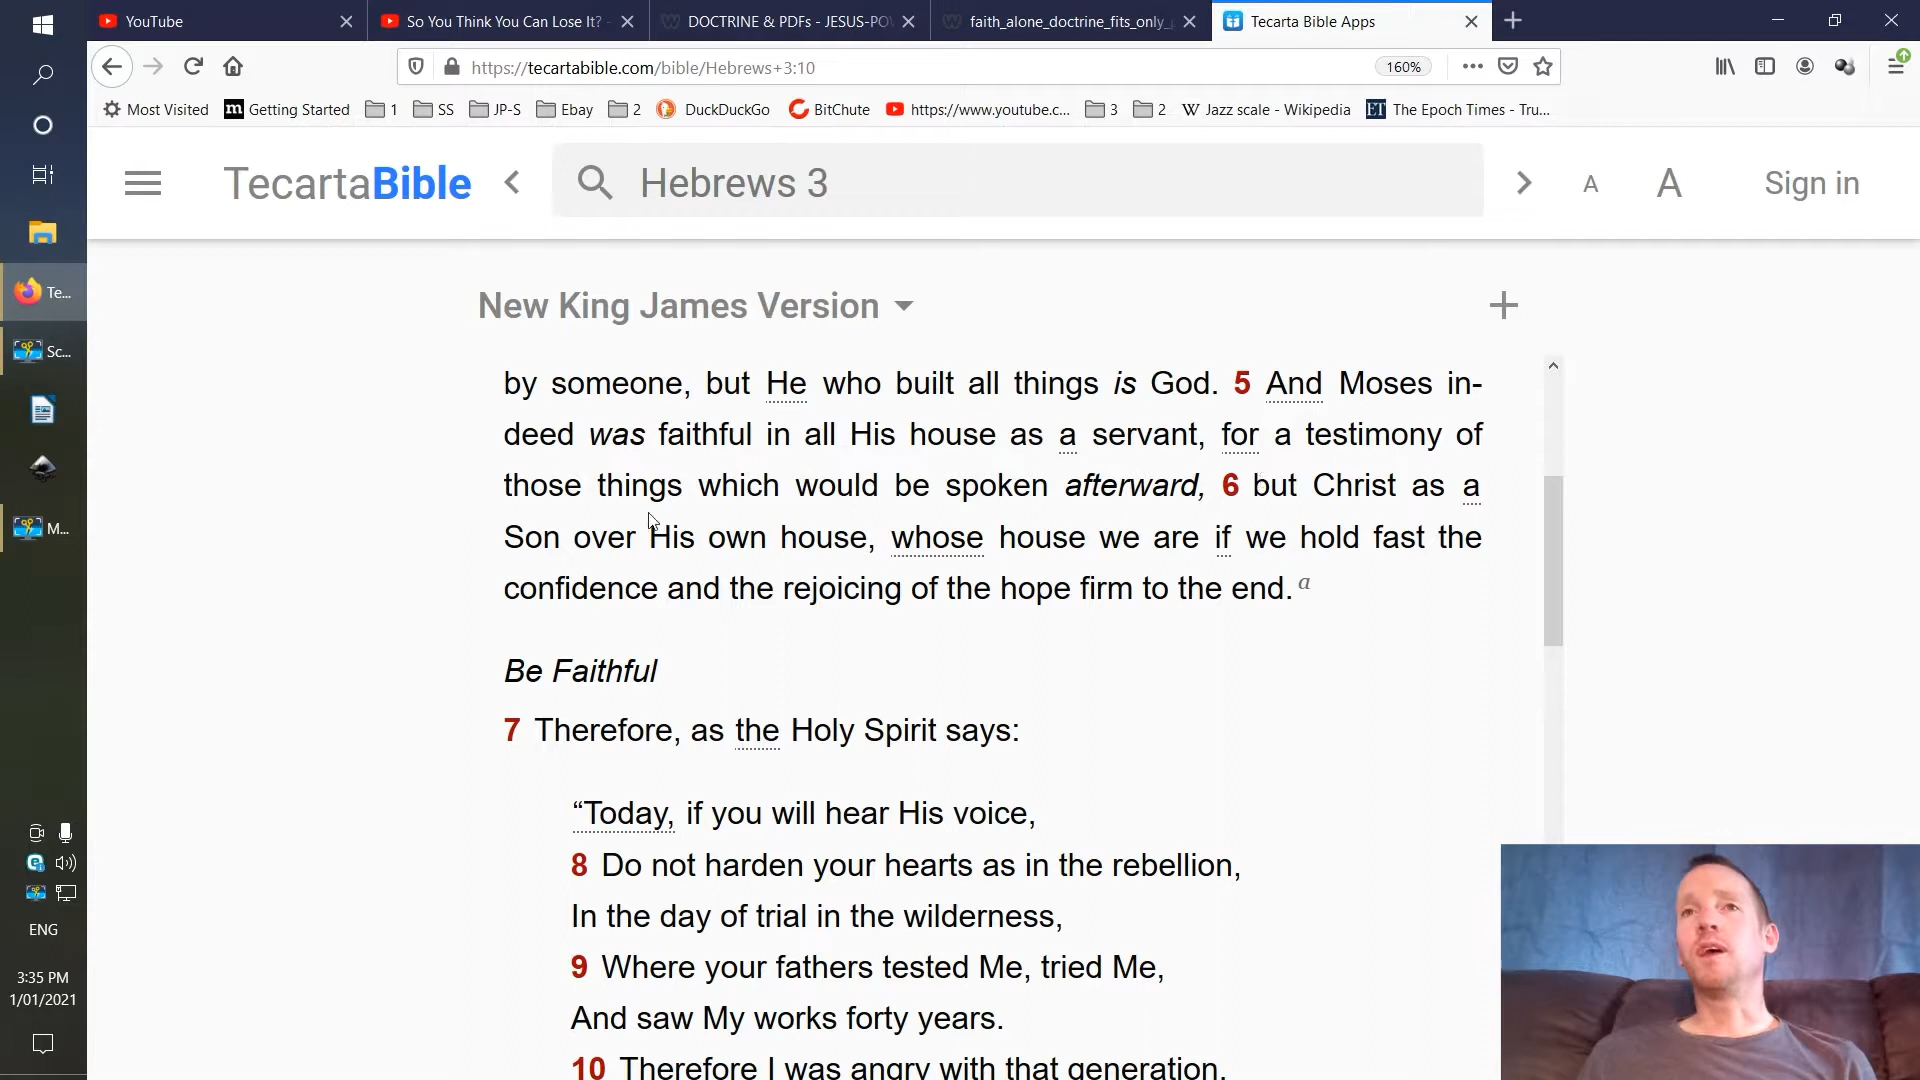 YouTube
So You Think You Can Lose It? -
DOCTRINE & PDFs - JESUS-PO
faith_alone_doctrine_fits_only_
Tecarta Bible Apps
https://tecartabible.com/bible/Hebrews+3:10
160%
Most Visited
m Getting Started
1
SS
JP-S
Ebay
2
DuckDuckGo
BitChute
https://www.youtube.c...
3
2
W Jazz scale - Wikipedia
ET The Epoch Times - Tru...
TecartaBible
Hebrews 3
A
A
Sign in
New King James Version
by someone, but He who built all things is God. 5 And Moses in-
deed was faithful in all His house as a servant, for a testimony of
those things which would be spoken afterward, 6 but Christ as a
Son over His own house, whose house we are if we hold fast the
confidence and the rejoicing of the hope firm to the end. a
Be Faithful
7 Therefore, as the Holy Spirit says:
“Today, if you will hear His voice,
8 Do not harden your hearts as in the rebellion,
In the day of trial in the wilderness,
9 Where your fathers tested Me, tried Me,
And saw My works forty years.
10 Therefore I was angry with that generation,
Te...
Sc...
M...
ENG
3:35 PM
1/01/2021